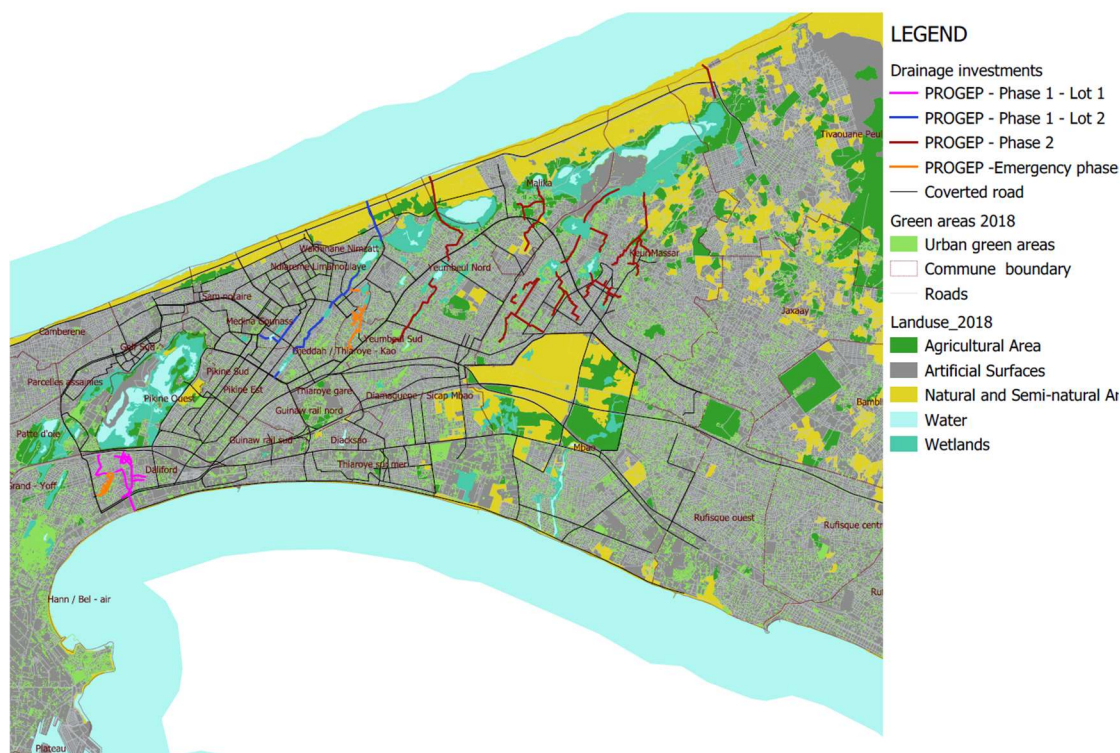 LEGEND
Drainage investments
PROGEP - Phase 1 - Lot 1
PROGEP - Phase 1 - Lot 2
PROGEP - Phase 2
PROGEP -Emergency phase
Coverted road
Green areas 2018
Urban green areas
Commune boundary
Roads
Landuse_2018
Agricultural Area
Artificial Surfaces
Natural and Semi-natural Ar
Water
Wetlands
Tivaouane Peul
Malika
Wakhinane Nimzatt
Ndiareme Limamoulaye
Yeumbeul Nord
Keur Massar
Sam notaire
Medina Gounass
Jaxaay
Camberene
Golf Sud
Yeumbeul Sud
Djeddah / Thiaroye - Kao
Parcelles assainies
Pikine Sud
Pikine Est
Thiaroye gare
Pikine Ouest
Diamaguene / Sicap Mbao
Bambil
Guinaw rail nord
Patte d'oie
Guinaw rail sud
Diacksao
Mbao
Daliford
Thiaroye sur mer
Grand - Yoff
Rufisque ouest
Rufisque centr
Hann / Bel - air
Ru
Plateau